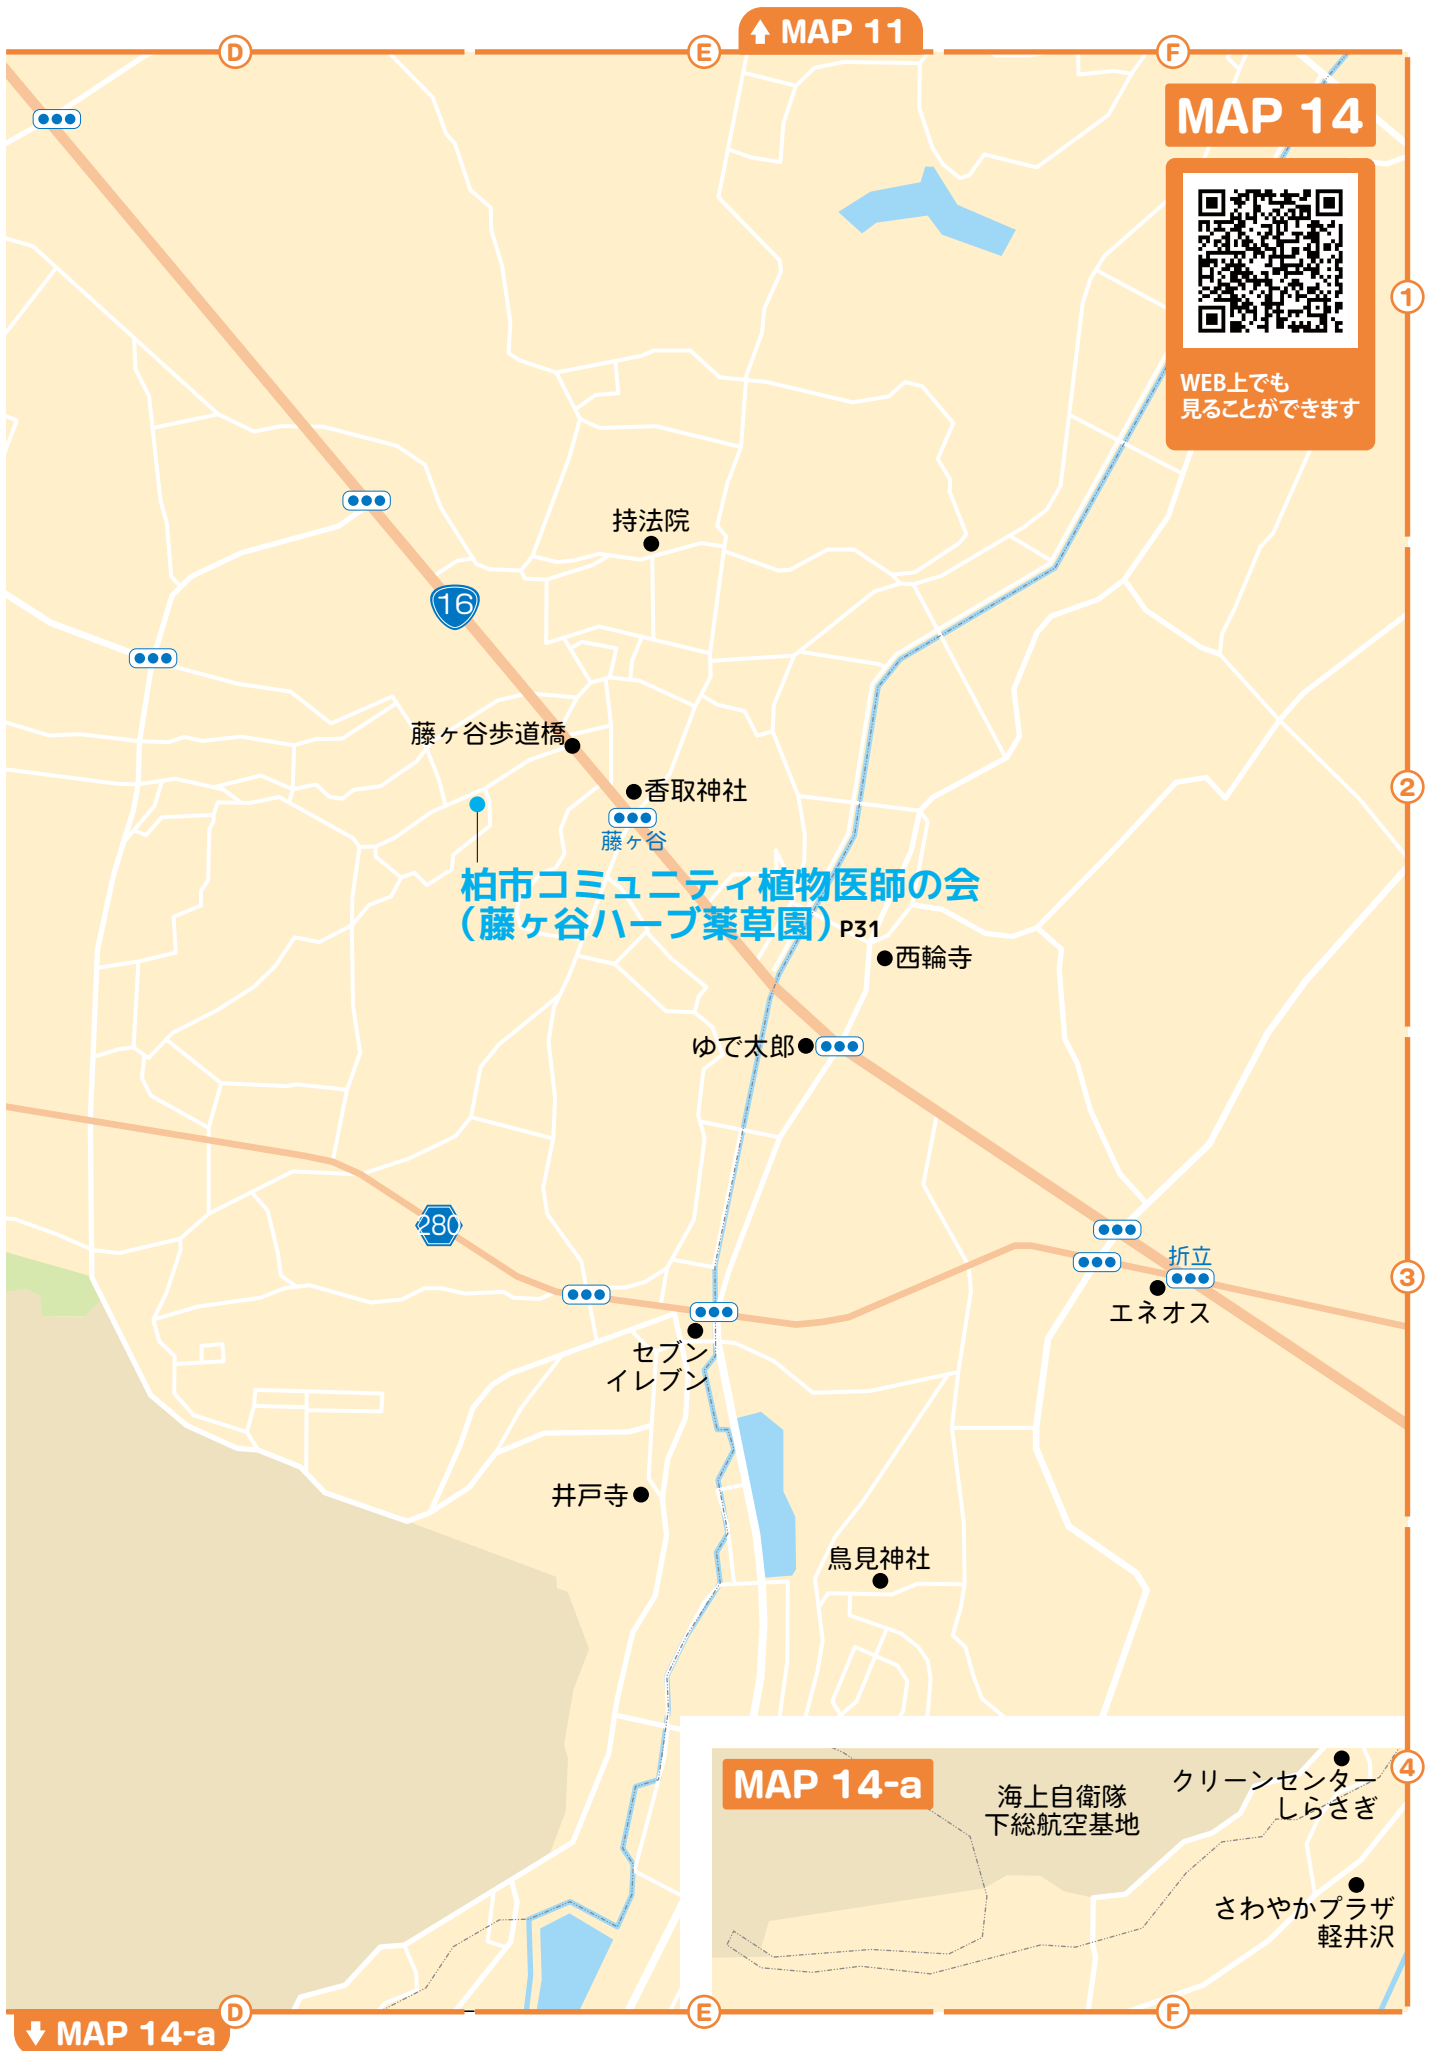 MAP 11
D
E
F
MAP 14
WEB上でも
見ることができます
1
持法院
16
藤ヶ谷歩道橋
香取神社
藤ヶ谷
2
柏市コミュニティ植物医師の会
(藤ヶ谷ハーブ薬草園) P31
西輪寺
ゆで太郎
280
折立
エネオス
3
セブン
イレブン
井戸寺
鳥見神社
MAP 14-a
海上自衛隊
下総航空基地
クリーンセンター
しらさぎ
4
さわやかプラザ
軽井沢
D
E
F
MAP 14-a